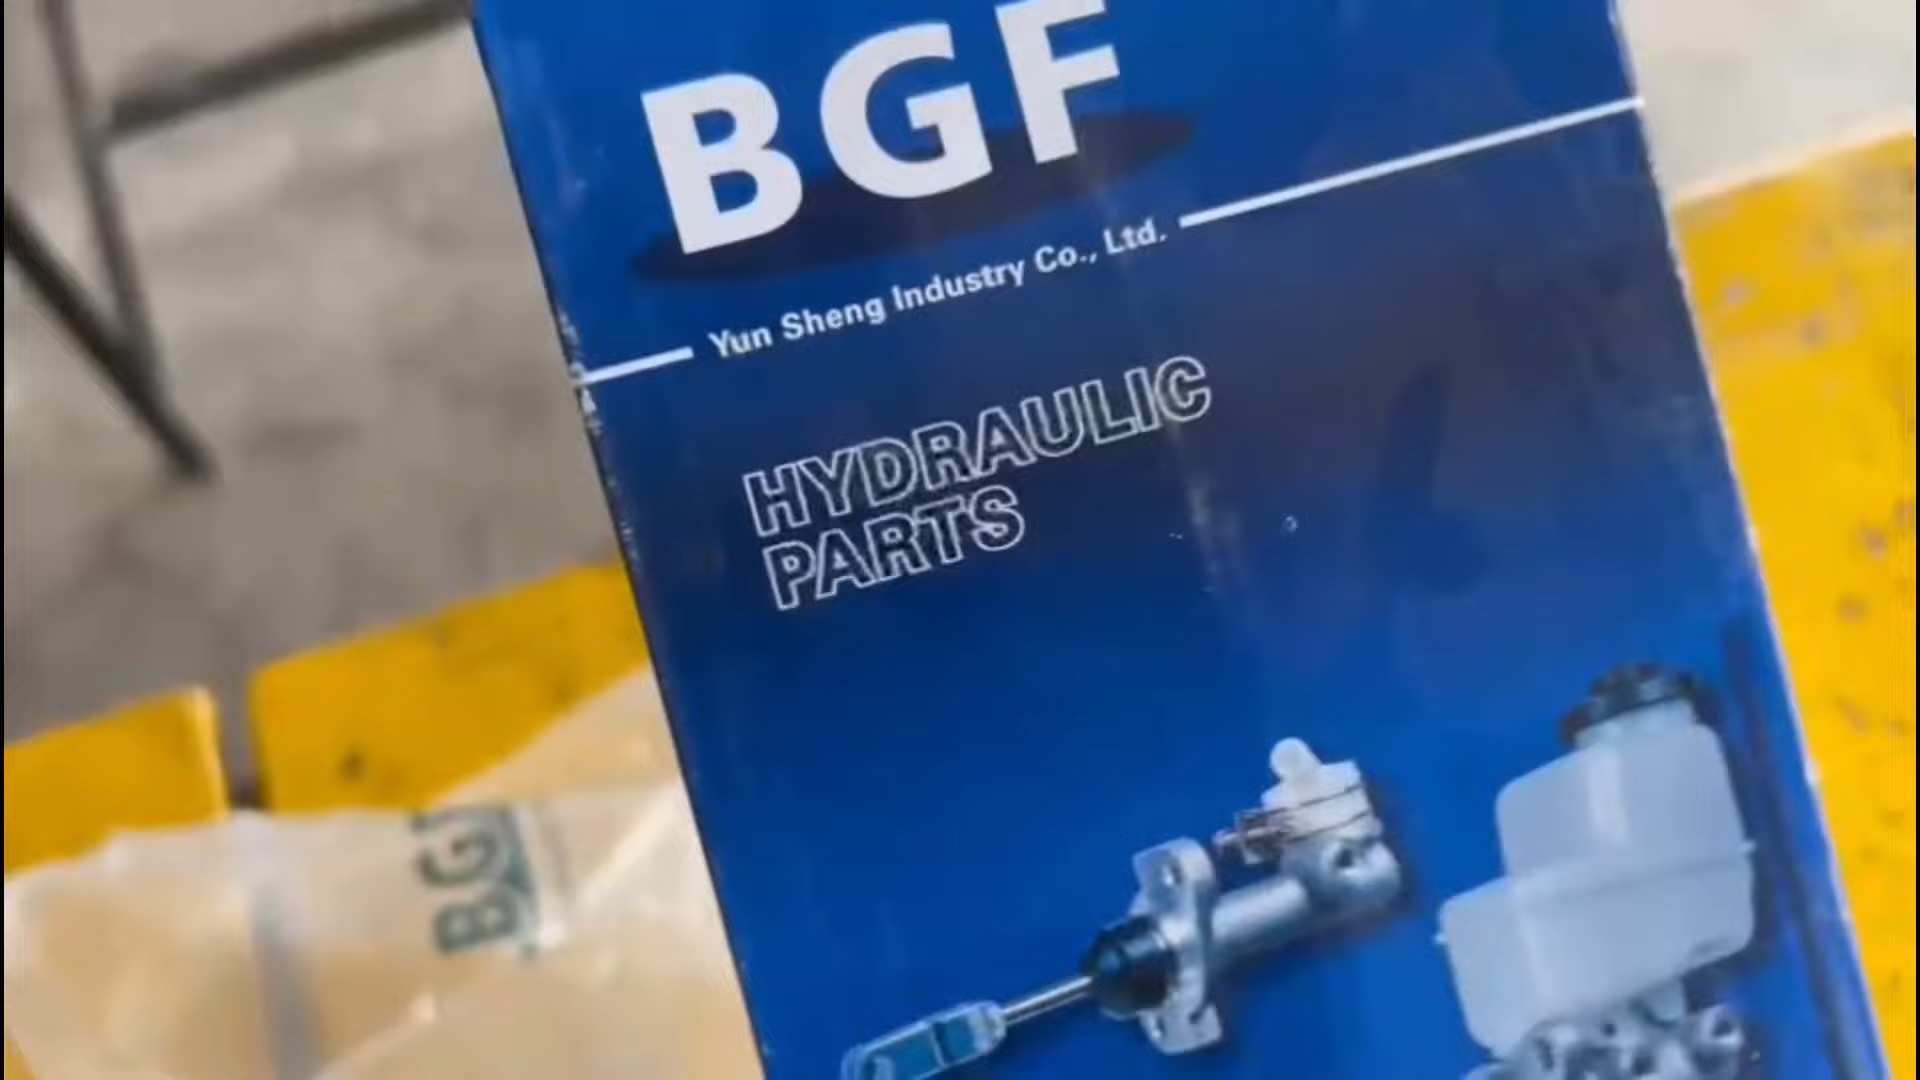 BGF
Yun Sheng Industry Co., Ltd.
HYDRAULIC
PARTS
BGF